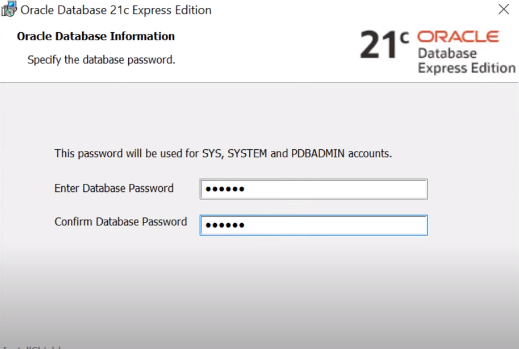 Oracle Database 21c Express Edition
Oracle Database Information
Specify the database password.
21c ORACLE
Database
Express Edition
This password will be used for SYS, SYSTEM and PDBADMIN accounts.
Enter Database Password ••••••
Confirm Database Password ••••••